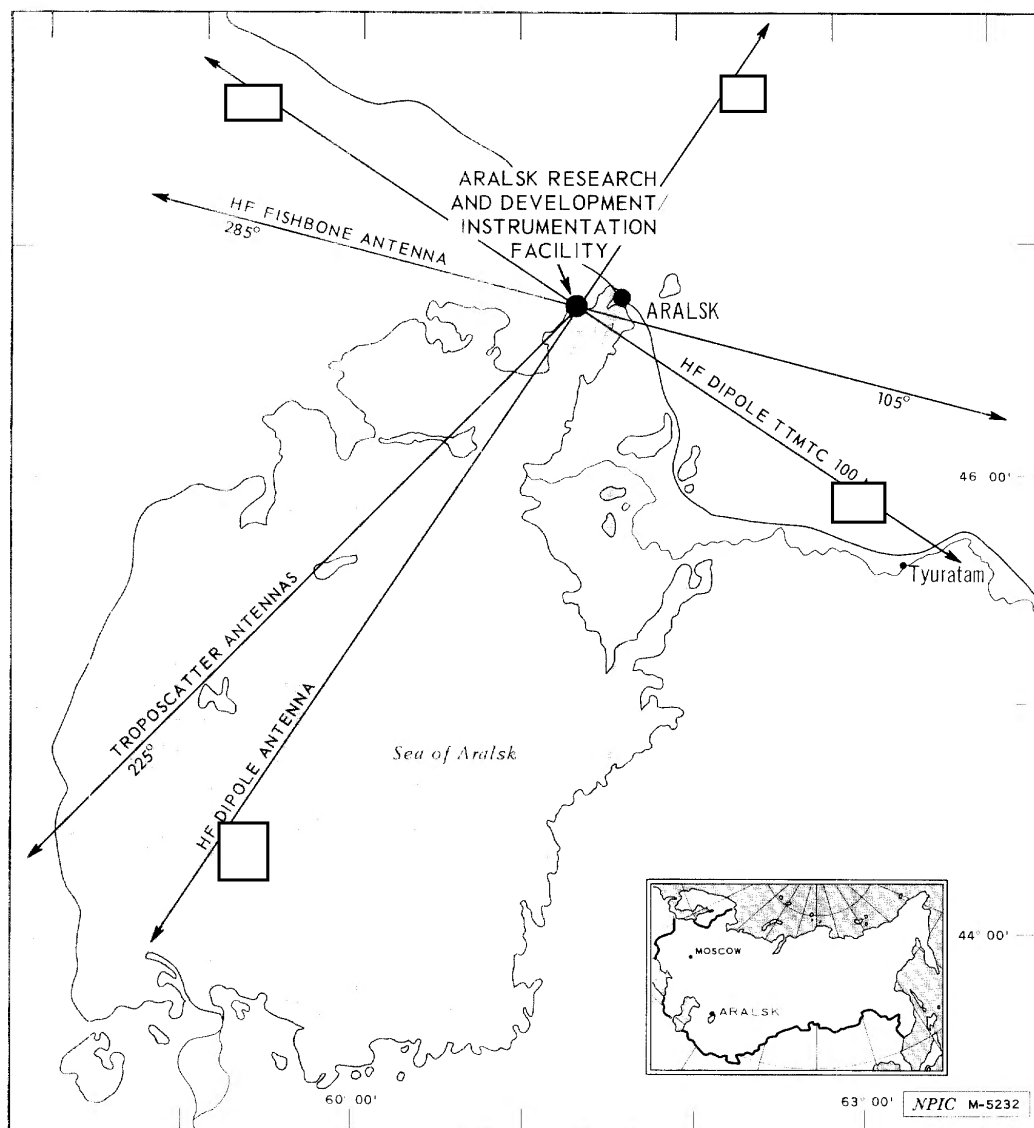 ARALSK RESEARCH
AND DEVELOPMENT/
INSTRUMENTATION
FACILITY
HF FISHBONE ANTENNA
285°
ARALSK
HF DIPOLE TTMTC 100
105°
46 00'
Tyuratam
TROPOSCATTER ANTENNAS
225°
HF DIPOLE ANTENNA
Sea of Aralsk
MOSCOW
ARALSK
44° 00'
60° 00'
63° 00'
NPIC M-5232